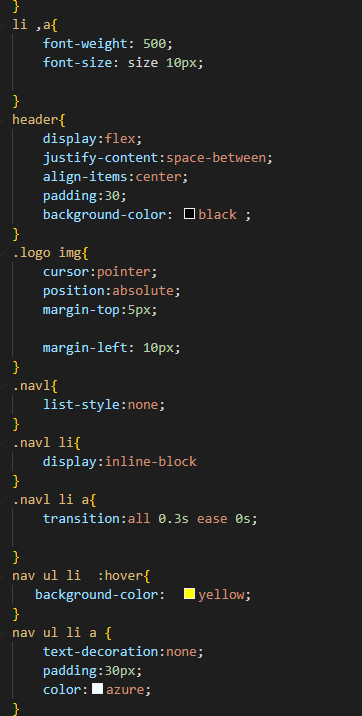 }
li ,a{
font-weight: 500;
font-size: size 10px;
}
header{
display:flex;
justify-content:space-between;
align-items:center;
padding:30;
background-color: black ;
}
.logo img{
cursor:pointer;
position:absolute;
margin-top:5px;
margin-left: 10px;
}
.navl{
list-style:none;
}
.navl li{
display:inline-block
}
.navl li a{
transition:all 0.3s ease 0s;
}
nav ul li  :hover{
background-color:  yellow;
}
nav ul li a {
text-decoration:none;
padding:30px;
color:azure;
}